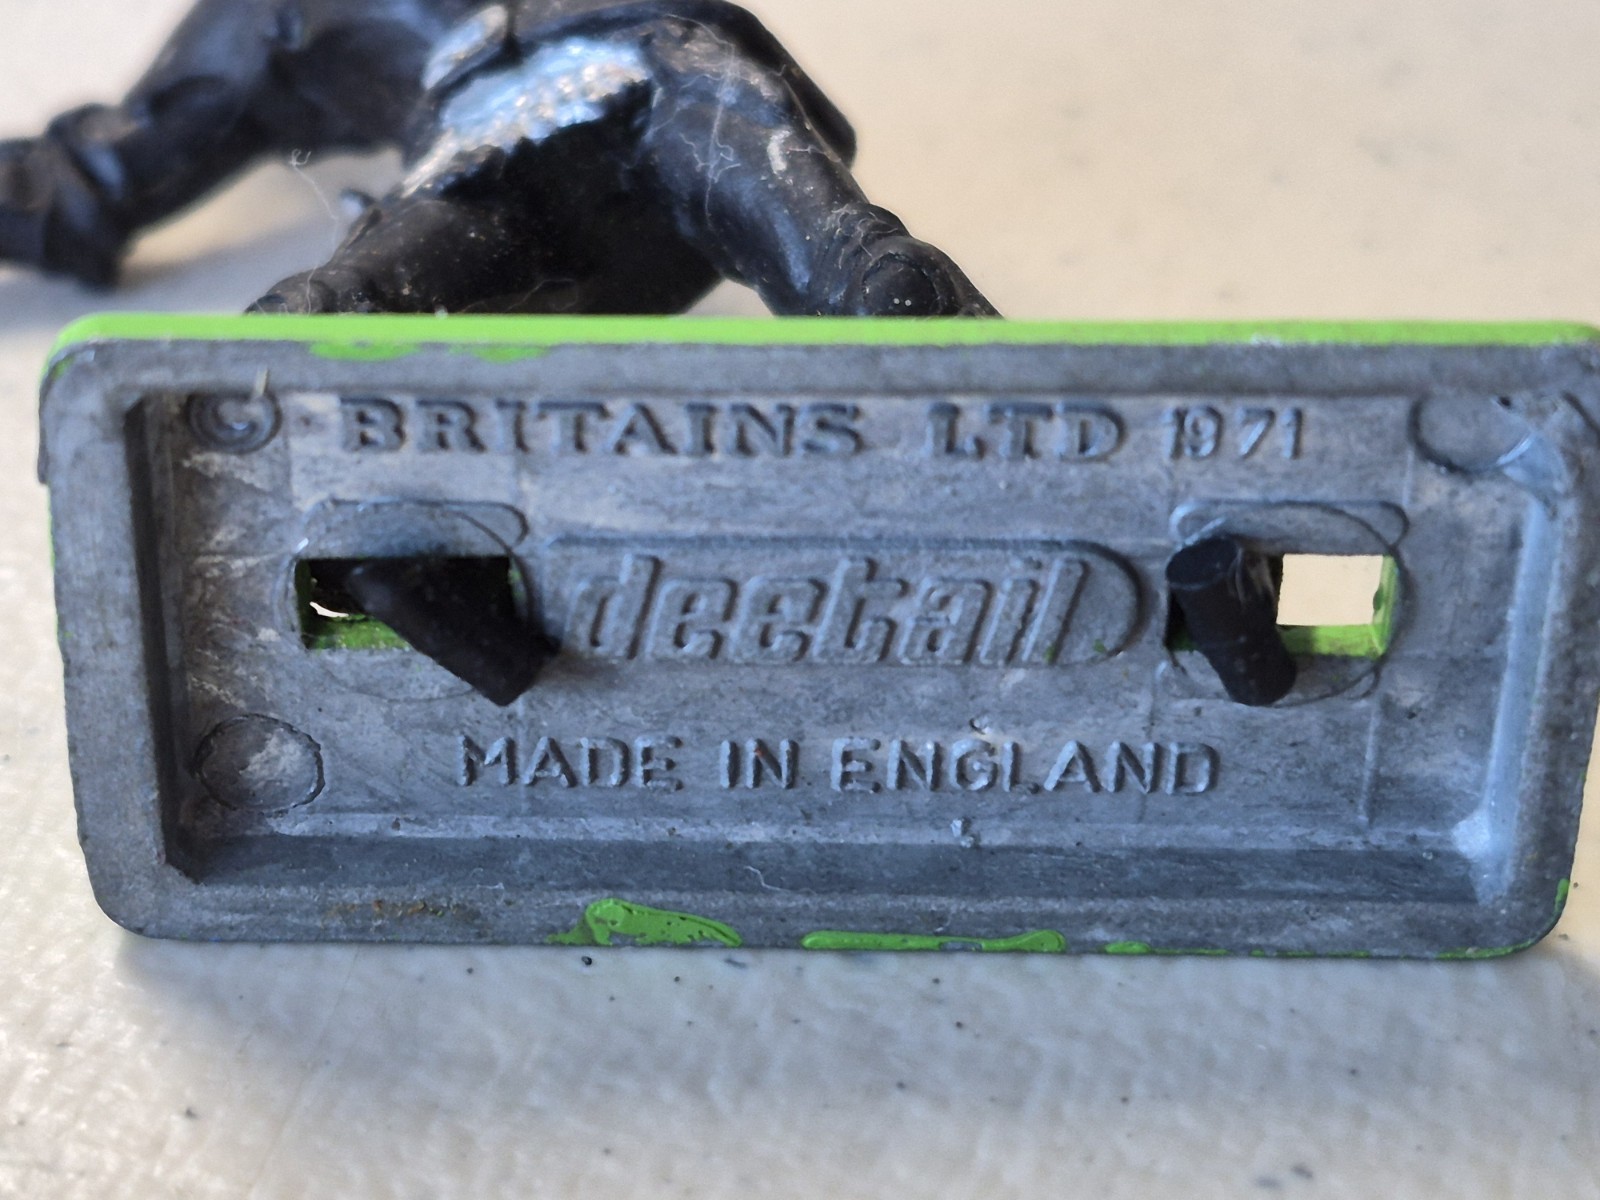 © BRITAINS LTD 1971
deetail
MADE IN ENGLAND